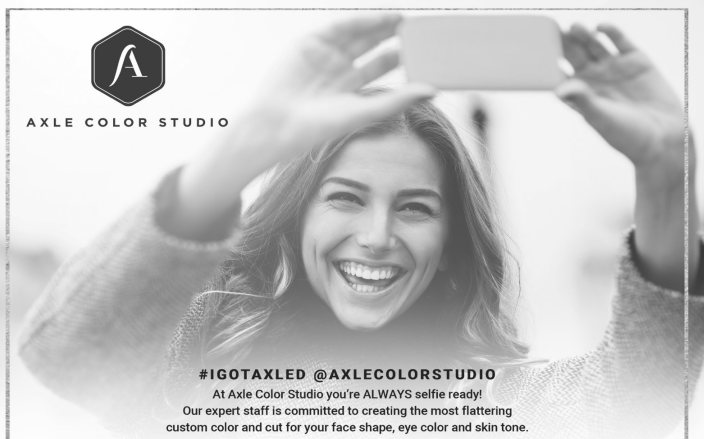 A
AXLE COLOR STUDIO
#IGOTAXLED @AXLECOLORSTUDIO
At Axle Color Studio you're ALWAYS selfie ready!
Our expert staff is committed to creating the most flattering
custom color and cut for your face shape, eye color and skin tone.